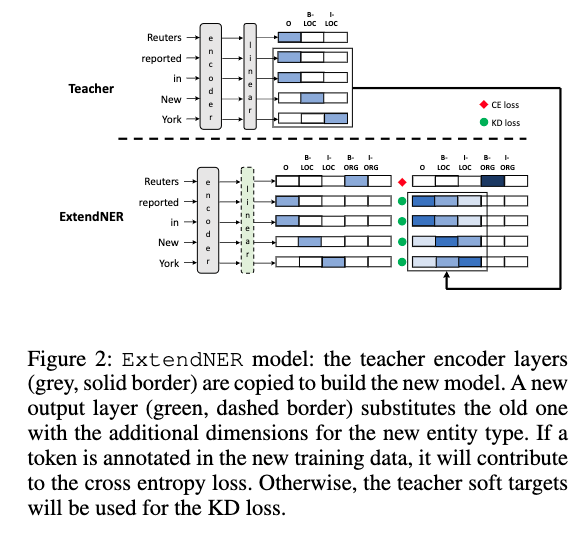 B- I-
O LOC LOC
Reuters
reported
in
New
York
encoder
linear
Teacher
CE loss
KD loss
B- I- B- I-
O LOC LOC ORG ORG
B- I- B- I-
O LOC LOC ORG ORG
Reuters
reported
in
New
York
encoder
linear
ExtendNER
Figure 2: ExtendNER model: the teacher encoder layers
(grey, solid border) are copied to build the new model. A new
output layer (green, dashed border) substitutes the old one
with the additional dimensions for the new entity type. If a
token is annotated in the new training data, it will contribute
to the cross entropy loss. Otherwise, the teacher soft targets
will be used for the KD loss.